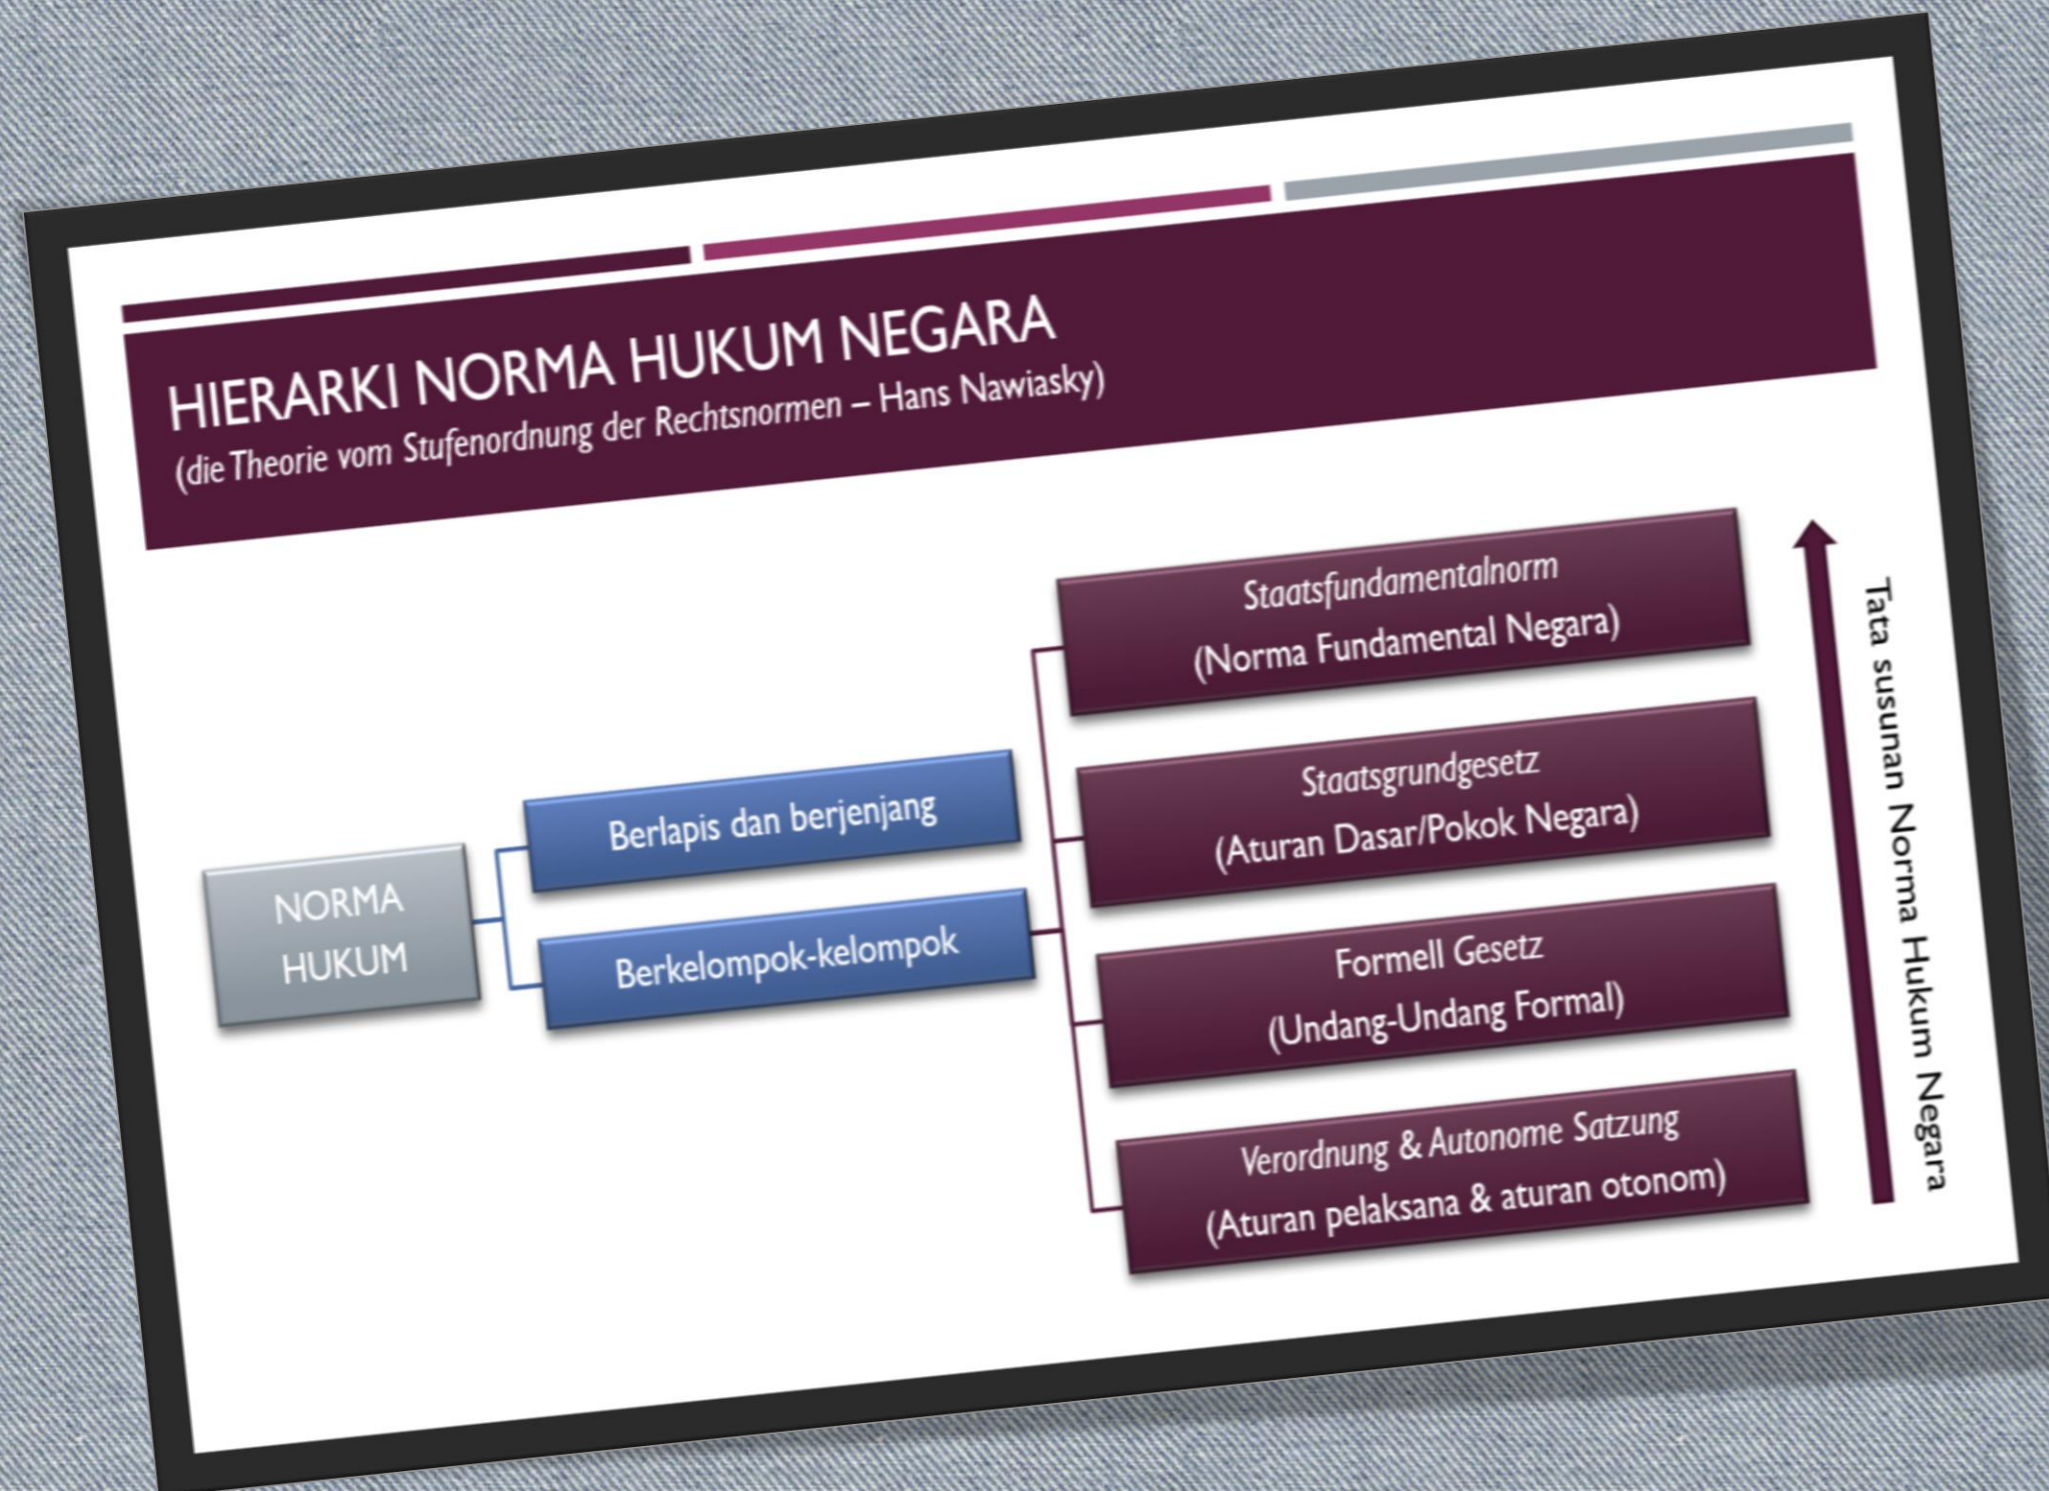 HIERARKI NORMA HUKUM NEGARA
(die Theorie vom Stufenordnung der Rechtsnormen – Hans Nawiasky)
NORMA
HUKUM
Berlapis dan berjenjang
Berkelompok-kelompok
Staatsfundamentalnorm
(Norma Fundamental Negara)
Staatsgrundgesetz
(Aturan Dasar/Pokok Negara)
Formell Gesetz
(Undang-Undang Formal)
Verordnung & Autonome Satzung
(Aturan pelaksana & aturan otonom)
Tata susunan Norma Hukum Negara